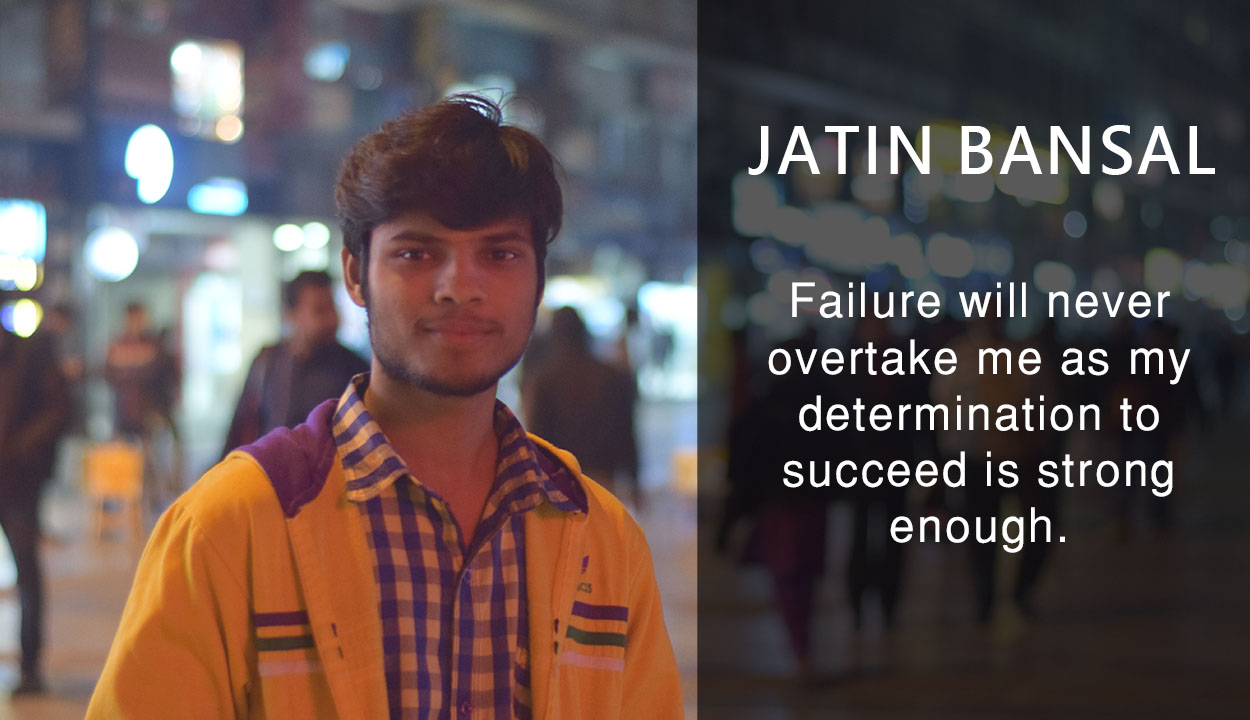 JATIN BANSAL
Failure will never
overtake me as my
determination to
succeed is strong
enough.